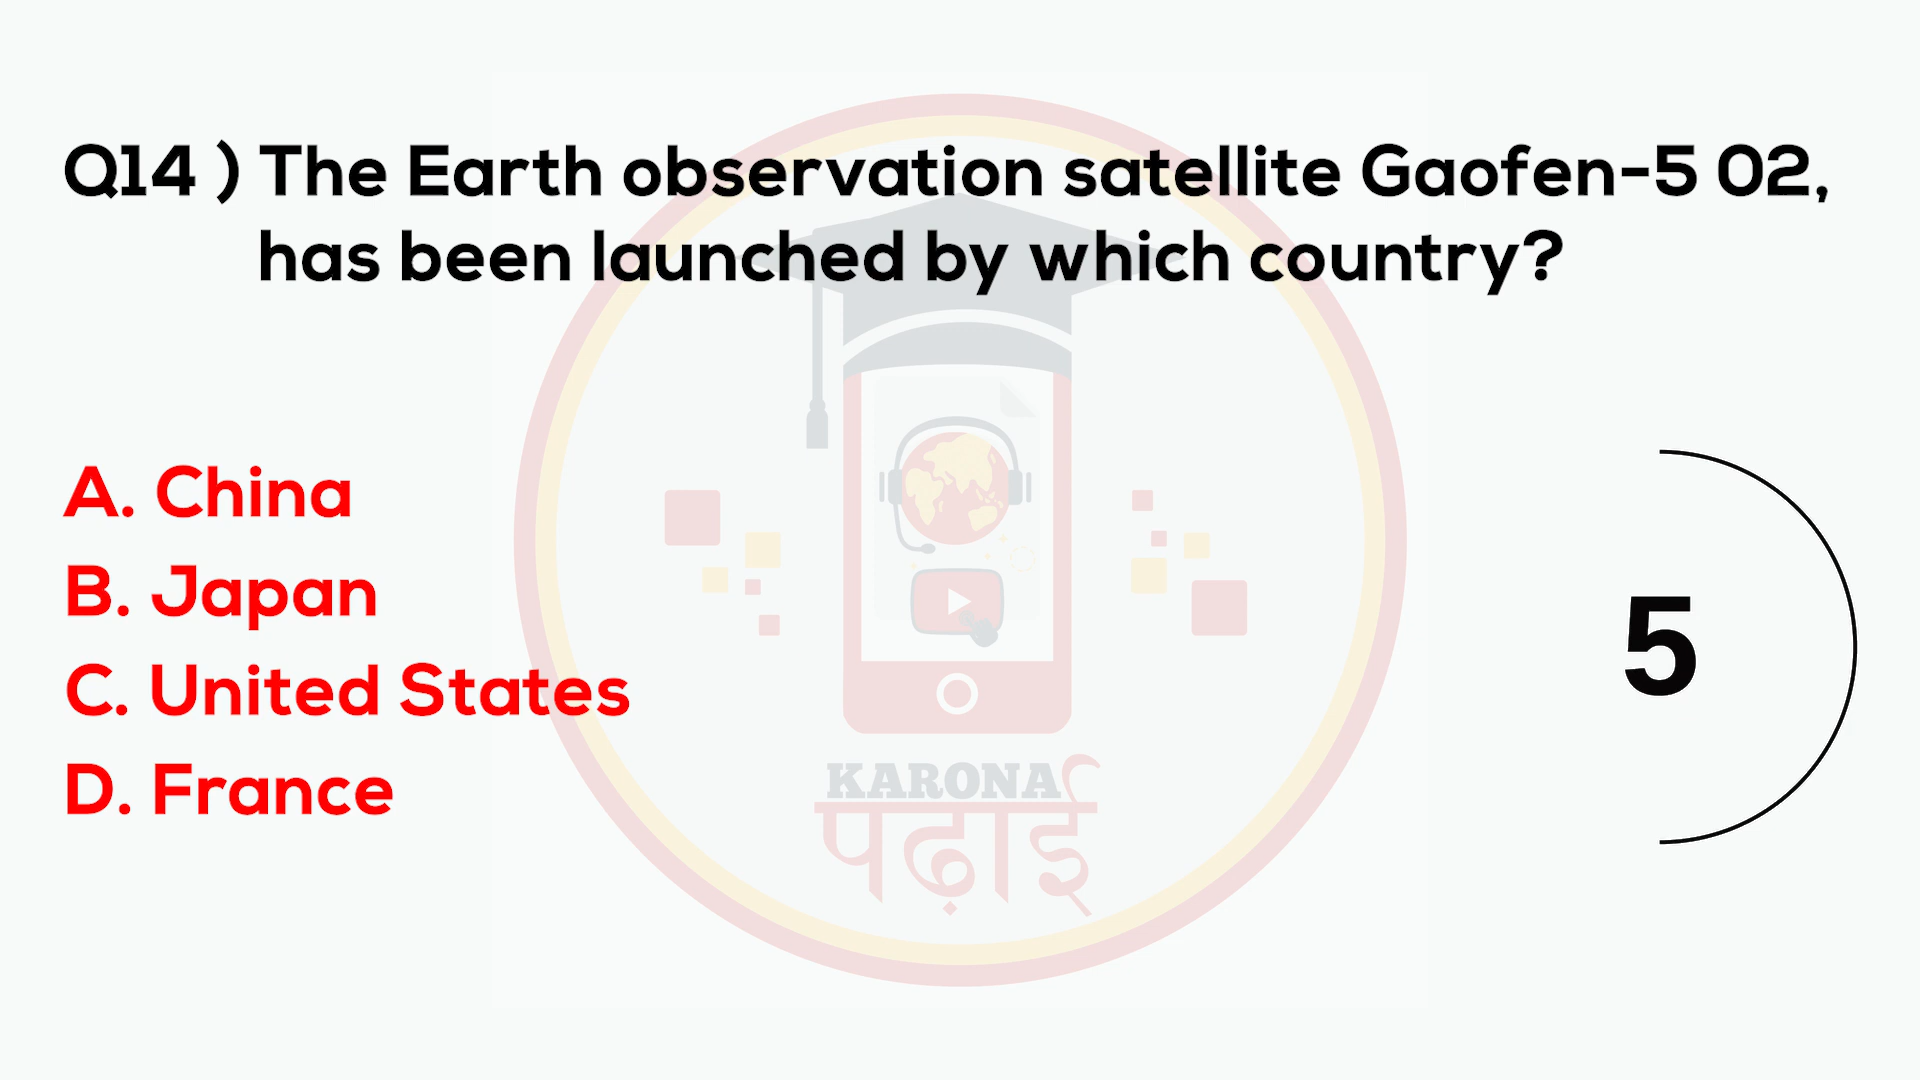 Q14 ) The Earth observation satellite Gaofen-5 02,
has been launched by which country?
A. China
B. Japan
C. United States
D. France
5
KARONA
पढ़ाई